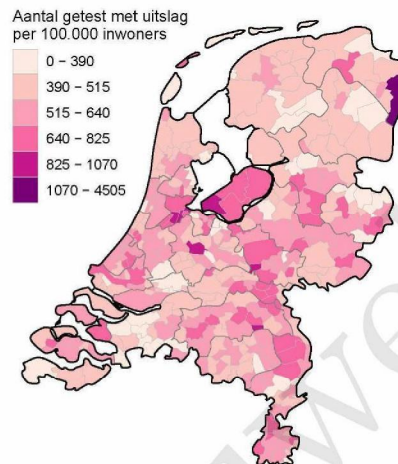 Aantal getest met uitslag
per 100.000 inwoners
0 – 390
390 – 515
515 – 640
640 – 825
825 – 1070
1070 – 4505